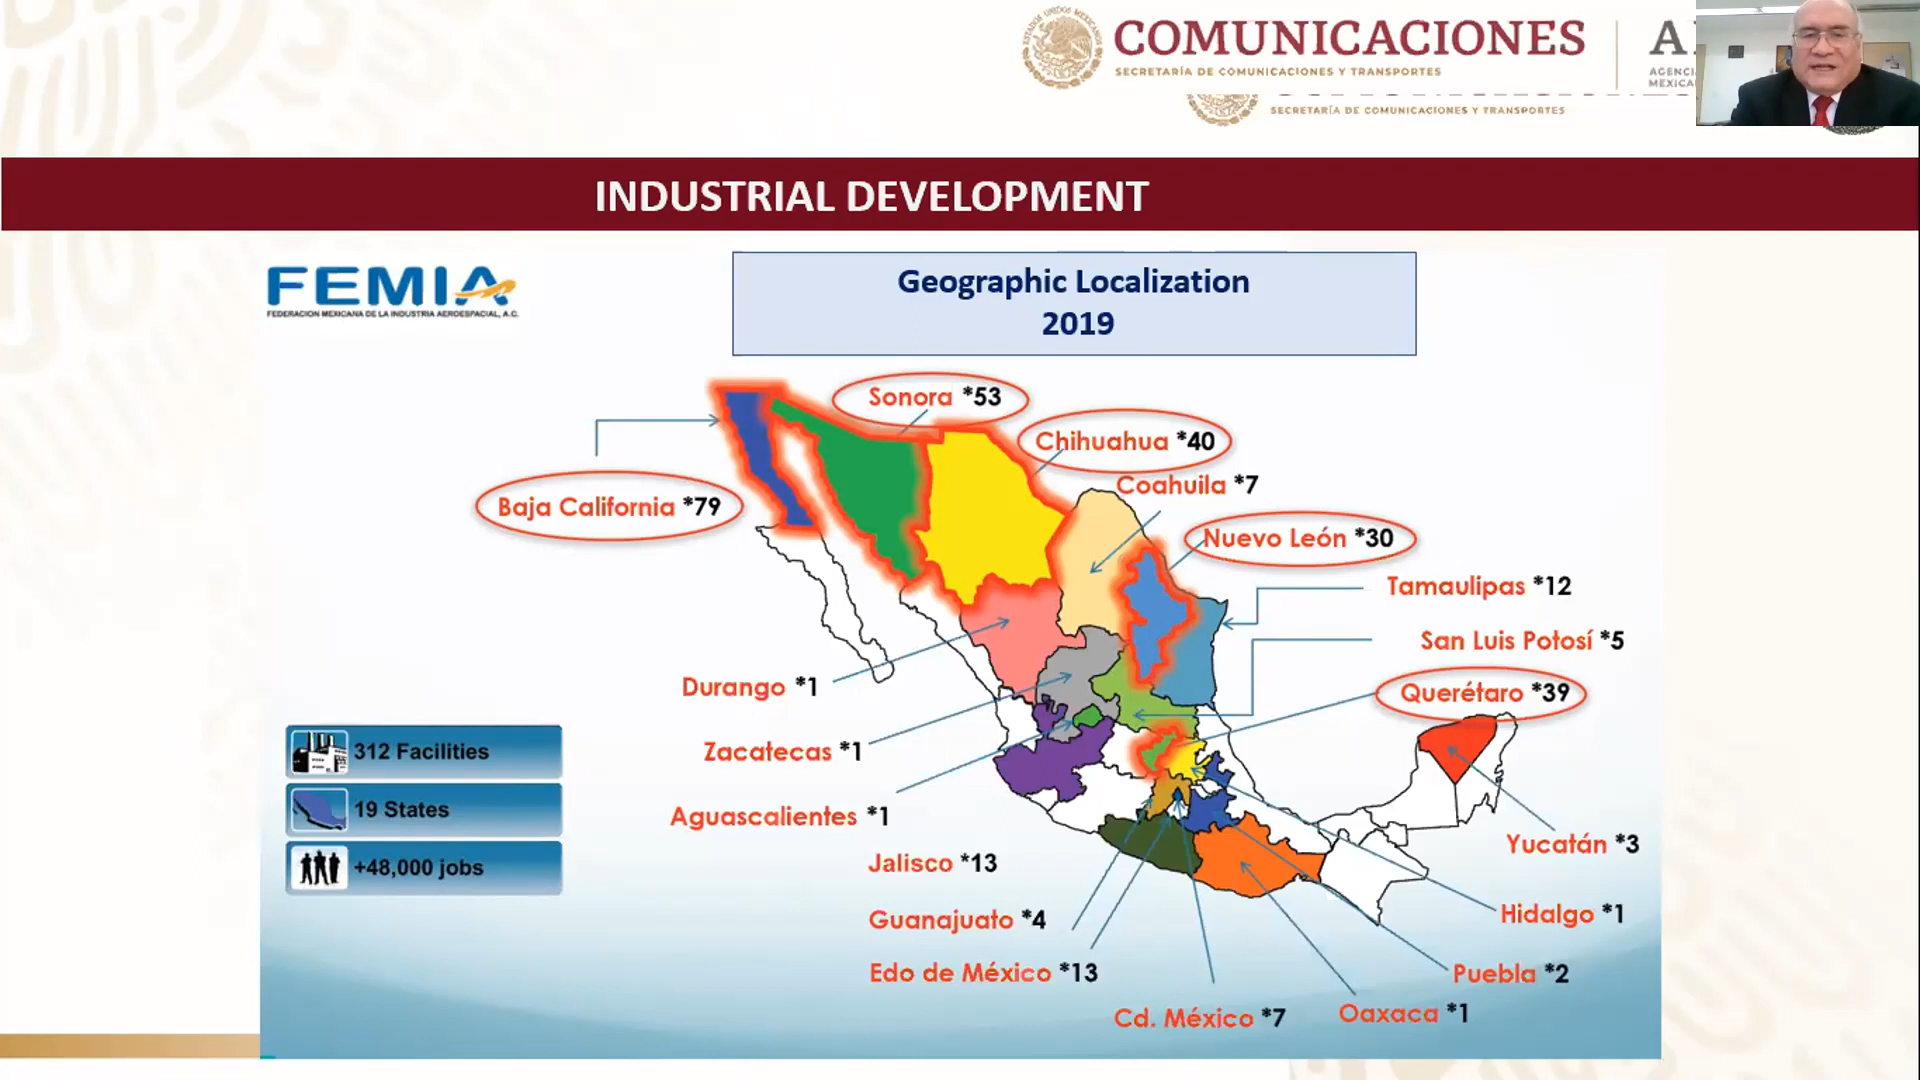 COMUNICACIONES
SECRETARÍA DE COMUNICACIONES Y TRANSPORTES
AGENCI
MEXICA
SECRETARÍA DE COMUNICACIONES Y TRANSPORTES
INDUSTRIAL DEVELOPMENT
FEMIA
FEDERACION MEXICANA DE LA INDUSTRIA AEROESPACIAL, A.C.
Geographic Localization
2019
Sonora *53
Chihuahua *40
Coahuila *7
Baja California *79
Nuevo León *30
Tamaulipas *12
San Luis Potosí *5
Querétaro *39
Durango *1
Zacatecas *1
Aguascalientes *1
Jalisco *13
Guanajuato *4
Edo de México *13
Cd. México *7
Oaxaca *1
Puebla *2
Hidalgo *1
Yucatán *3
312 Facilities
19 States
+48,000 jobs